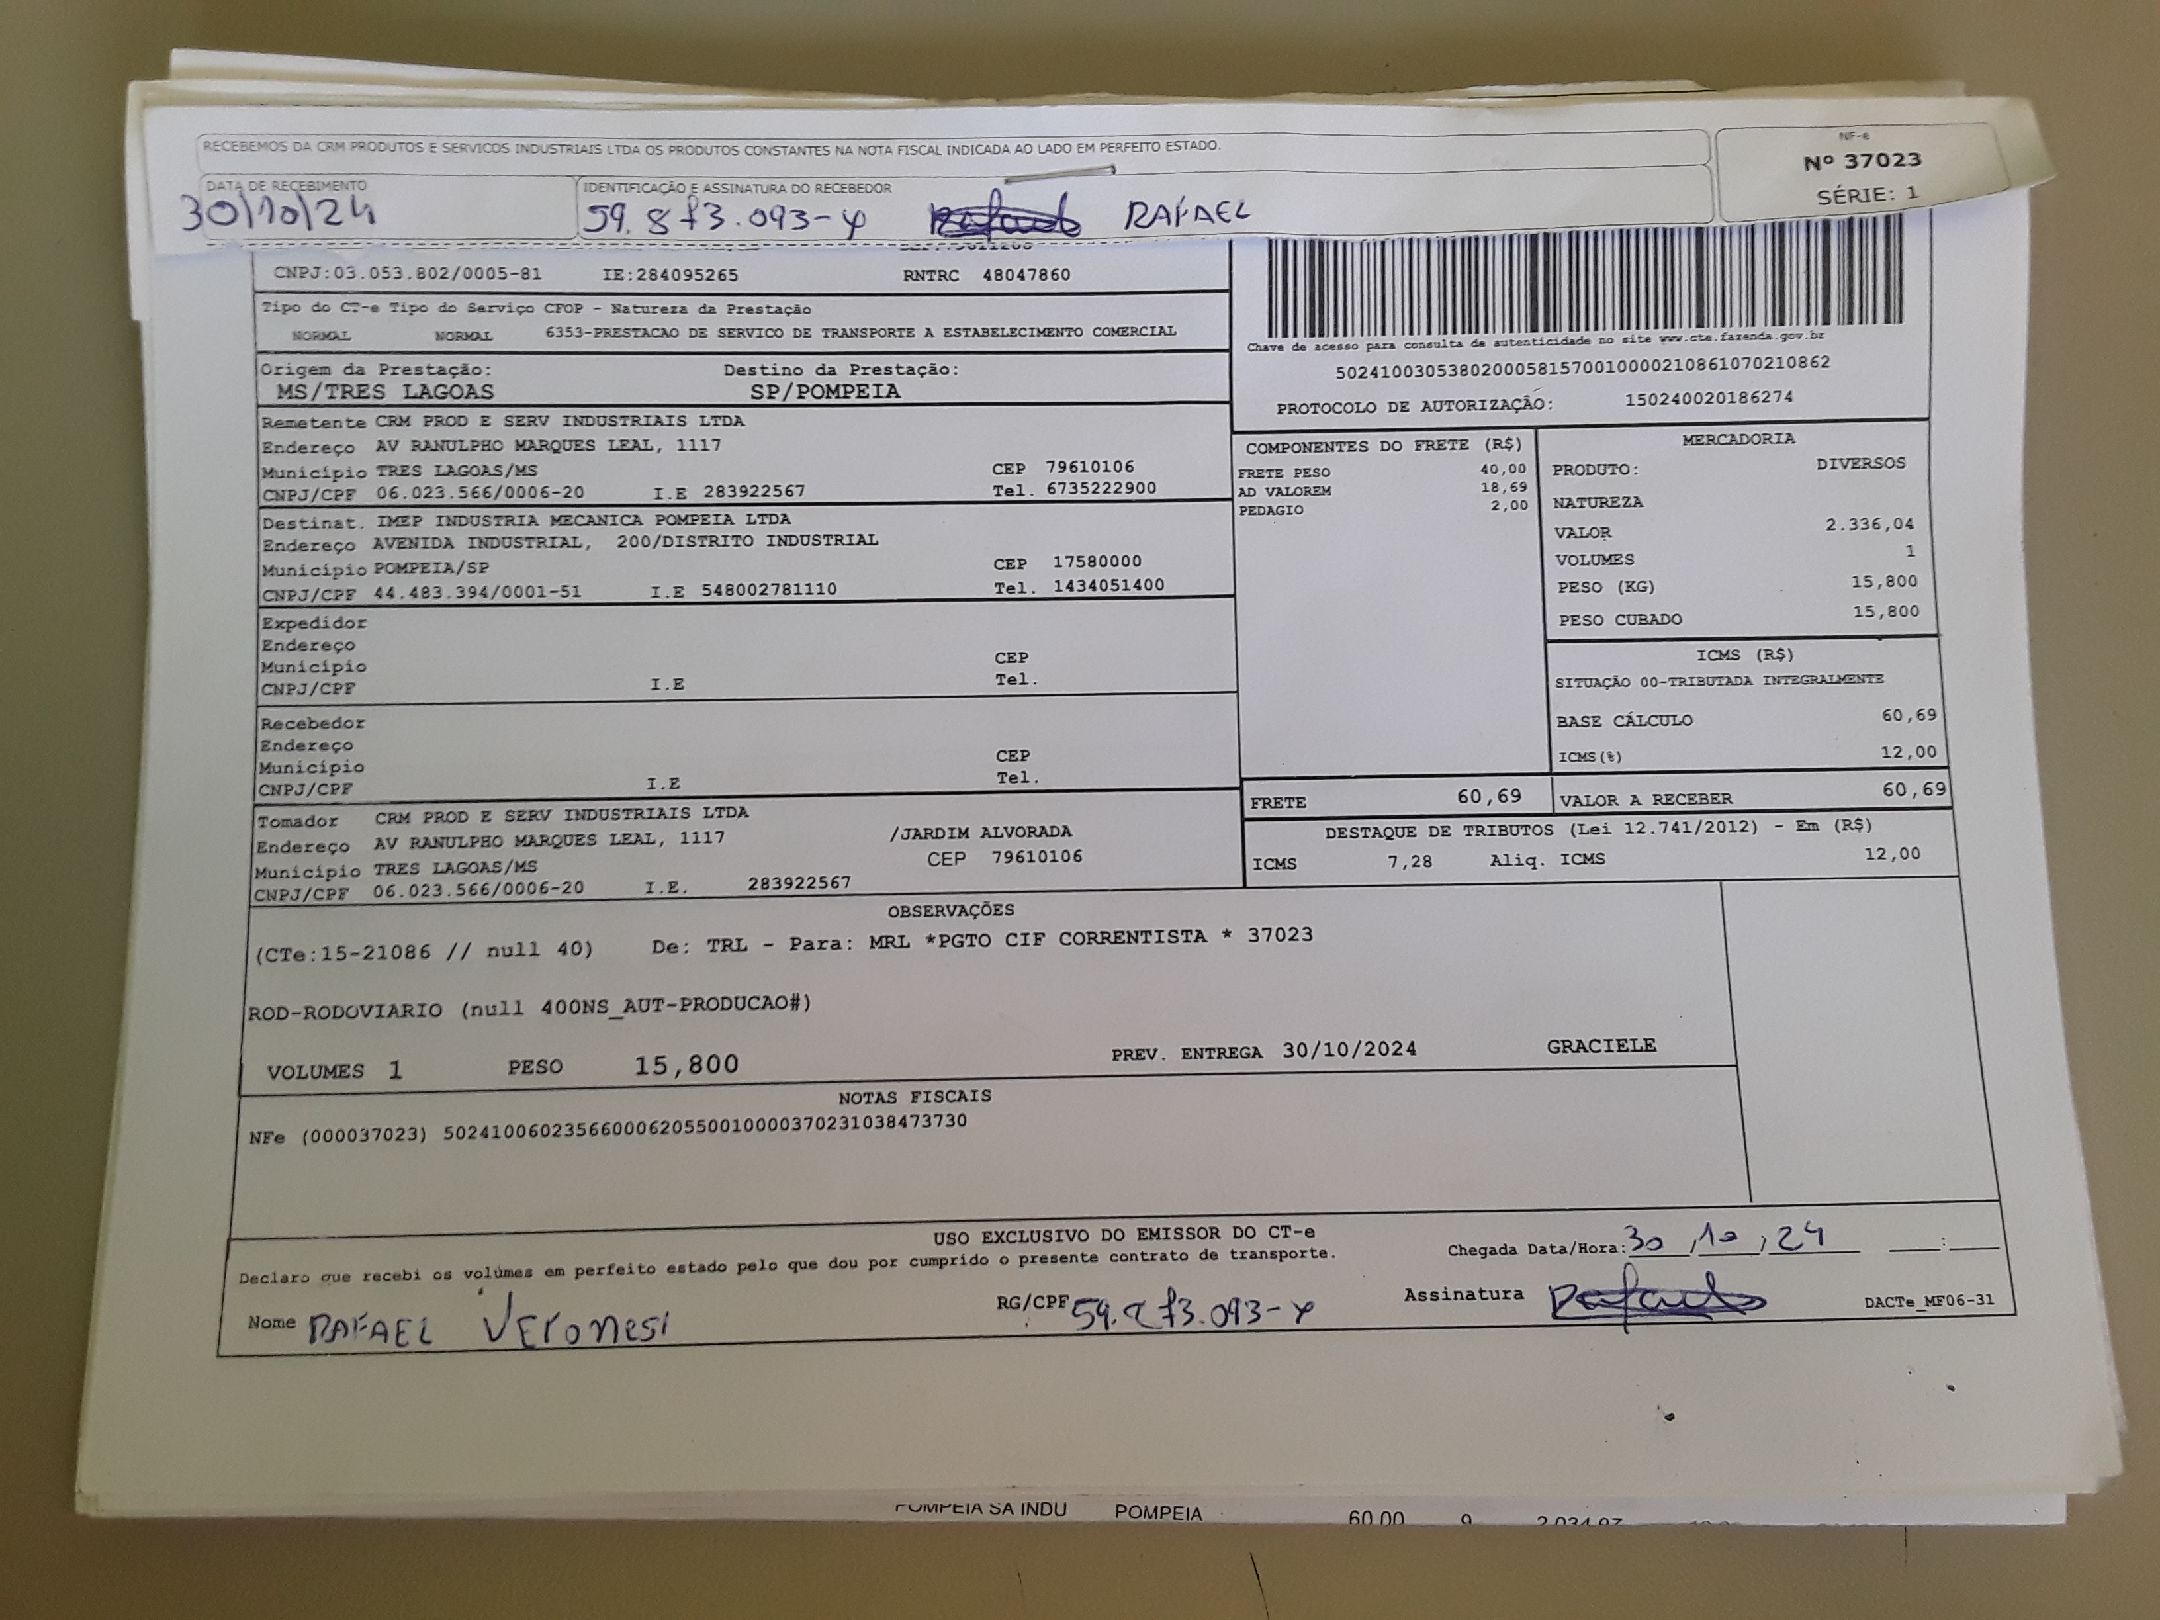 RECEBEMOS DA CRM PRODUTOS E SERVICOS INDUSTRIAIS LTDA OS PRODUTOS CONSTANTES NA NOTA FISCAL INDICADA AO LADO EM PERFEITO ESTADO.
NF-e
Nº 37023
SÉRIE: 1
DATA DE RECEBIMENTO
30/10/24
IDENTIFICAÇÃO E ASSINATURA DO RECEBEDOR
RAFAEL
CNPJ:03.053.802/0005-81 IE:284095265 RNTRC 48047860
Tipo do CT-e Tipo do Serviço CFOP - Natureza da Prestação
NORMAL NORMAL 6353-PRESTACAO DE SERVICO DE TRANSPORTE A ESTABELECIMENTO COMERCIAL
Origem da Prestação: Destino da Prestação:
MS/TRES LAGOAS SP/POMPEIA
Chave de acesso para consulta de autenticidade no site www.cte.fazenda.gov.br
50241003053802000581570010000210861070210862
PROTOCOLO DE AUTORIZAÇÃO: 150240020186274
Remetente CRM PROD E SERV INDUSTRIAIS LTDA
Endereço AV RANULPHO MARQUES LEAL, 1117
Município TRES LAGOAS/MS CEP 79610106
CNPJ/CPF 06.023.566/0006-20 I.E 283922567 Tel. 6735222900
Destinat. IMEP INDUSTRIA MECANICA POMPEIA LTDA
Endereço AVENIDA INDUSTRIAL, 200/DISTRITO INDUSTRIAL
Município POMPEIA/SP CEP 17580000
CNPJ/CPF 44.483.394/0001-51 I.E 548002781110 Tel. 1434051400
Expedidor
Endereço
Município CEP
CNPJ/CPF I.E Tel.
Recebedor
Endereço
Município CEP
CNPJ/CPF I.E Tel.
Tomador CRM PROD E SERV INDUSTRIAIS LTDA
Endereço AV RANULPHO MARQUES LEAL, 1117 /JARDIM ALVORADA
Município TRES LAGOAS/MS CEP 79610106
CNPJ/CPF 06.023.566/0006-20 I.E. 283922567
COMPONENTES DO FRETE (R$)
FRETE PESO 40,00
AD VALOREM 18,69
PEDAGIO 2,00
MERCADORIA
PRODUTO: DIVERSOS
NATUREZA
VALOR 2.336,04
VOLUMES 1
PESO (KG) 15,800
PESO CUBADO 15,800
ICMS (R$)
SITUAÇÃO 00-TRIBUTADA INTEGRALMENTE
BASE CÁLCULO 60,69
ICMS(%) 12,00
FRETE 60,69 VALOR A RECEBER 60,69
DESTAQUE DE TRIBUTOS (Lei 12.741/2012) - Em (R$)
ICMS 7,28 Aliq. ICMS 12,00
OBSERVAÇÕES
(CTe:15-21086 // null 40) De: TRL - Para: MRL *PGTO CIF CORRENTISTA * 37023
ROD-RODOVIARIO (null 400NS_AUT-PRODUCAO#)
VOLUMES 1 PESO 15,800 PREV. ENTREGA 30/10/2024 GRACIELE
NOTAS FISCAIS
NFe (000037023) 50241006023566000620550010000370231038473730
USO EXCLUSIVO DO EMISSOR DO CT-e
Declaro que recebi os volumes em perfeito estado pelo que dou por cumprido o presente contrato de transporte.
Chegada Data/Hora: 30,10,24 __:__
Nome RAFAEL Veronesi RG/CPF Assinatura DACTe_MF06-31
POMPEIA SA INDU POMPEIA 60,00 9 2.034,97